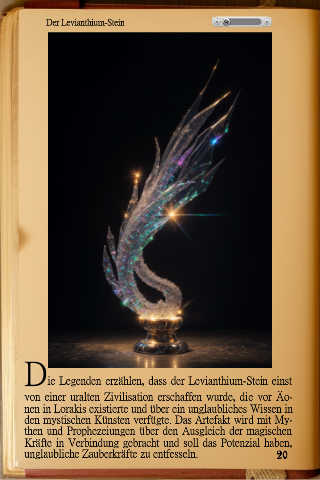 Der Levianthium-Stein
Die Legenden erzählen, dass der Levianthium-Stein einst
von einer uralten Zivilisation erschaffen wurde, die vor Äo-
nen in Lorakis existierte und über ein unglaubliches Wissen in
den mystischen Künsten verfügte. Das Artefakt wird mit My-
then und Prophezeiungen über den Ausgleich der magischen
Kräfte in Verbindung gebracht und soll das Potenzial haben,
unglaubliche Zauberkräfte zu entfesseln.
20